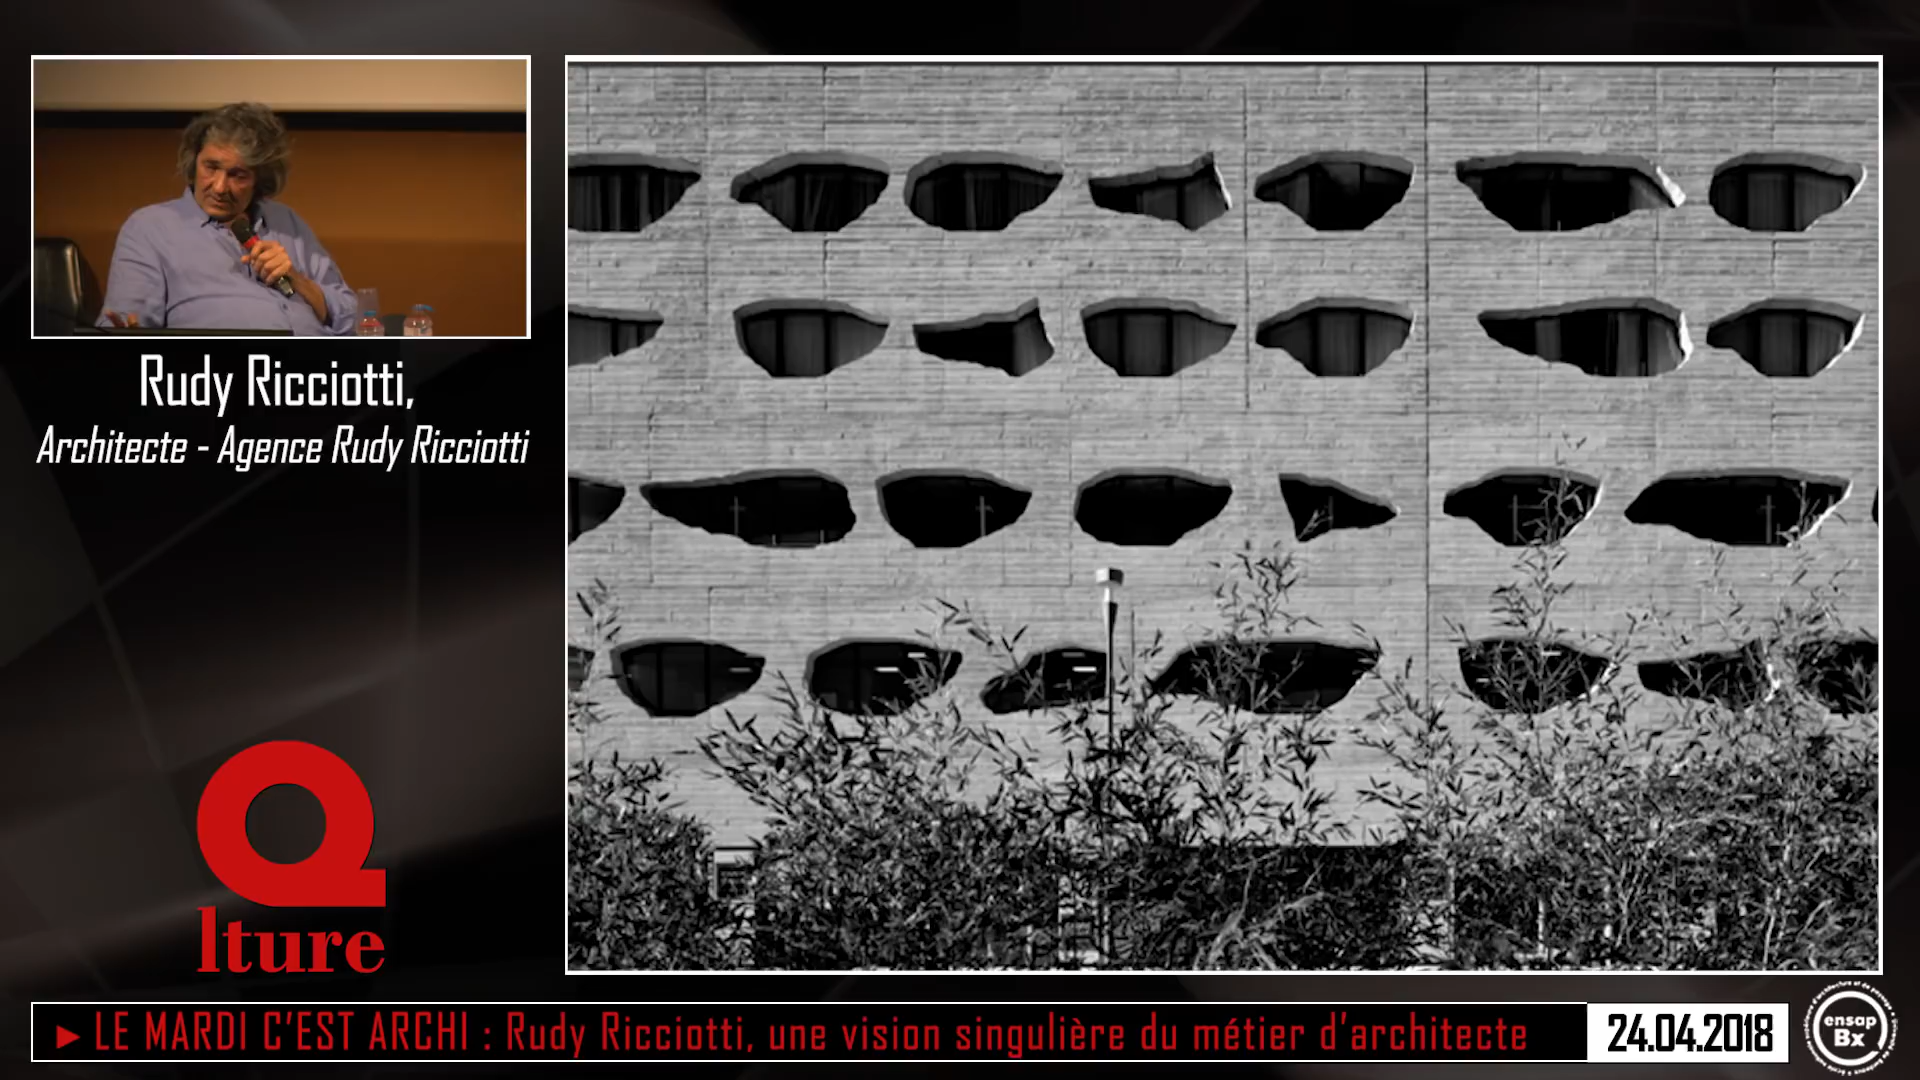 Rudy Ricciotti,
Architecte - Agence Rudy Ricciotti
Q
lture
► LE MARDI C'EST ARCHI : Rudy Ricciotti, une vision singulière du métier d'architecte
24.04.2018
ensap
Bx